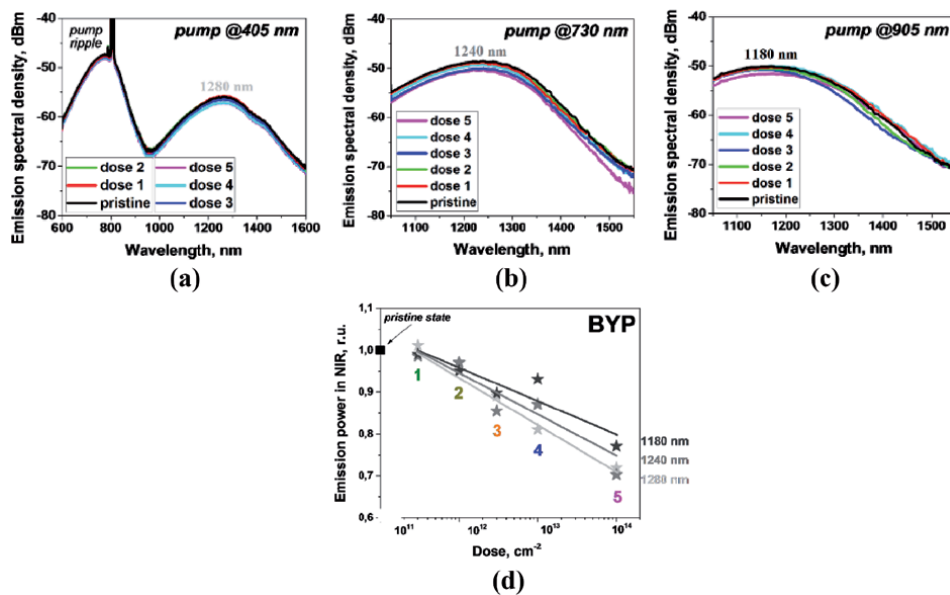 -40
-50
-60
-70
-80
Emission spectral density, dBm
pump
ripple
pump @405 nm
1280 nm
dose 2
dose 5
dose 1
dose 4
pristine
dose 3
600
800
1000
1200
1400
1600
Wavelength, nm
(a)
-40
-50
-60
-70
-80
Emission spectral density, dBm
pump @730 nm
1240 nm
dose 5
dose 4
dose 3
dose 2
dose 1
pristine
1100
1200
1300
1400
1500
Wavelength, nm
(b)
-40
-50
-60
-70
-80
Emission spectral density, dBm
pump @905 nm
1180 nm
dose 5
dose 4
dose 3
dose 2
dose 1
pristine
1100
1200
1300
1400
1500
Wavelength, nm
(c)
1,1
1,0
0,9
0,8
0,7
0,6
Emission power in NIR, r.u.
pristine state
BYP
1
2
3
4
5
1180 nm
1240 nm
1280 nm
10¹¹
10¹²
10¹³
10¹⁴
Dose, cm⁻²
(d)